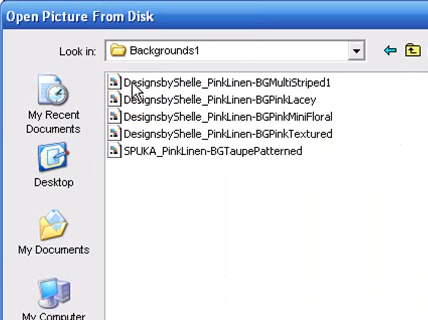 Open Picture From Disk
Look in: Backgrounds1
DesignsbyShelle_PinkLinen-BGMultiStriped1
DesignsbyShelle_PinkLinen-BGPinkLacey
DesignsbyShelle_PinkLinen-BGPinkMiniFloral
DesignsbyShelle_PinkLinen-BGPinkTextured
SPUKA_PinkLinen-BGTaupePatterned
My Recent
Documents
Desktop
My Documents
My Computer